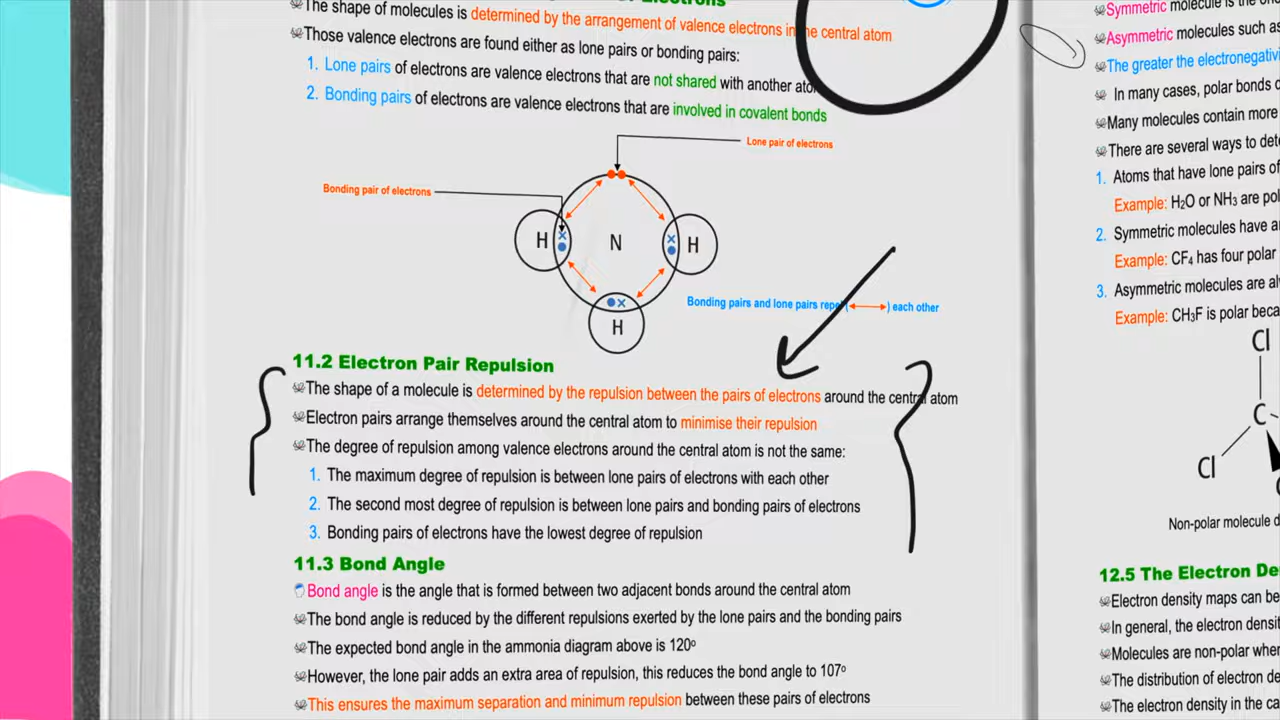 The shape of molecules is determined by the arrangement of valence electrons in the central atom
Those valence electrons are found either as lone pairs or bonding pairs:
1. Lone pairs of electrons are valence electrons that are not shared with another
2. Bonding pairs of electrons are valence electrons that are involved in covalent bonds
Lone pair of electrons
Bonding pair of electrons
H N H
H
Bonding pairs and lone pairs repel ( ) each other
11.2 Electron Pair Repulsion
The shape of a molecule is determined by the repulsion between the pairs of electrons around the central atom
Electron pairs arrange themselves around the central atom to minimise their repulsion
The degree of repulsion among valence electrons around the central atom is not the same:
1. The maximum degree of repulsion is between lone pairs of electrons with each other
2. The second most degree of repulsion is between lone pairs and bonding pairs of electrons
3. Bonding pairs of electrons have the lowest degree of repulsion
11.3 Bond Angle
Bond angle is the angle that is formed between two adjacent bonds around the central atom
The bond angle is reduced by the different repulsions exerted by the lone pairs and the bonding pairs
The expected bond angle in the ammonia diagram above is 120º
However, the lone pair adds an extra area of repulsion, this reduces the bond angle to 107º
This ensures the maximum separation and minimum repulsion between these pairs of electrons
Symmetric molecule is the
Asymmetric molecules such as
The greater the
In many cases, polar bonds
Many molecules contain more
There are several ways to
1. Atoms that have lone pairs of
Example: H₂O or NH₃ are
2. Symmetric molecules have
Example: CF₄ has four polar
3. Asymmetric molecules are
Example: CH₃F is polar
Cl
C
Cl
Non-polar molecule
12.5 The Electron
Electron density maps can be
In general, the electron
Molecules are non-polar
The distribution of electron
The electron density in the